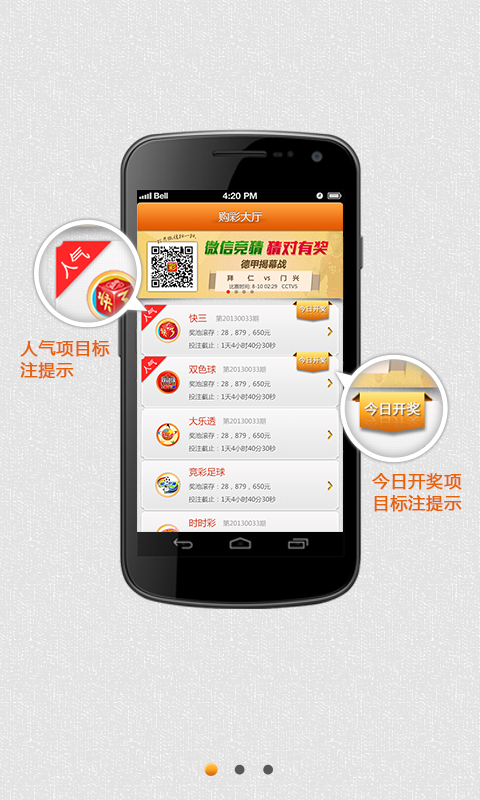 Bell
4:20 PM
购彩大厅
微信竞猜 猜对有奖
德甲揭幕战
拜 仁 vs 门 兴
比赛时间: 8-10 02:29 CCTV5
人气
快三 第20130033期
今日开奖
奖池滚存：28，879，650元
投注截止：1天4小时40分30秒
人气
双色球 第20130033期
今日开奖
奖池滚存：28，879，650元
投注截止：1天4小时40分30秒
大乐透 第20130033期
奖池滚存：28，879，650元
投注截止：1天4小时40分30秒
竞彩足球
奖池滚存：28，879，650元
投注截止：1天4小时40分30秒
时时彩 第20130033期
人气
快
人气项目标
注提示
今日开奖
今日开奖项
目标注提示